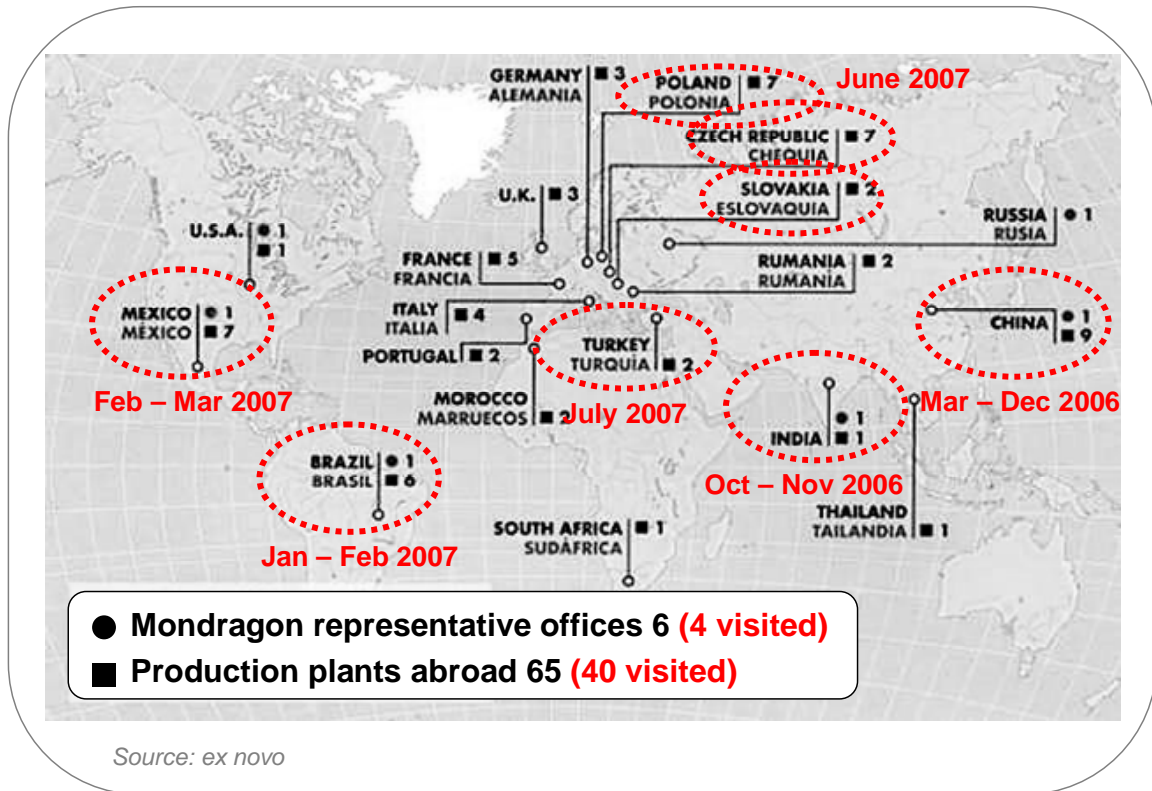 GERMANY ■ 3
ALEMANIA
POLAND ■ 7
POLONIA
June 2007
CZECH REPUBLIC ■ 7
CHEQUIA
U.K. ■ 3
SLOVAKIA ■ 2
ESLOVAQUIA
U.S.A. ● 1
■ 1
RUSSIA ● 1
RUSIA
FRANCE ■ 5
FRANCIA
RUMANIA ■ 2
RUMANIA
MEXICO ● 1
MÉXICO ■ 7
ITALY ■ 4
ITALIA
CHINA ● 1
■ 9
PORTUGAL ■ 2
TURKEY
TURQUÍA ■ 2
Feb – Mar 2007
MOROCCO
MARRUECOS ■ 2
July 2007
Mar – Dec 2006
● 1
INDIA ■ 1
BRAZIL ● 1
BRASIL ■ 6
Oct – Nov 2006
Jan – Feb 2007
SOUTH AFRICA ■ 1
SUDÁFRICA
THAILAND
TAILANDIA ■ 1
● Mondragon representative offices 6 (4 visited)
■ Production plants abroad 65 (40 visited)
Source: ex novo